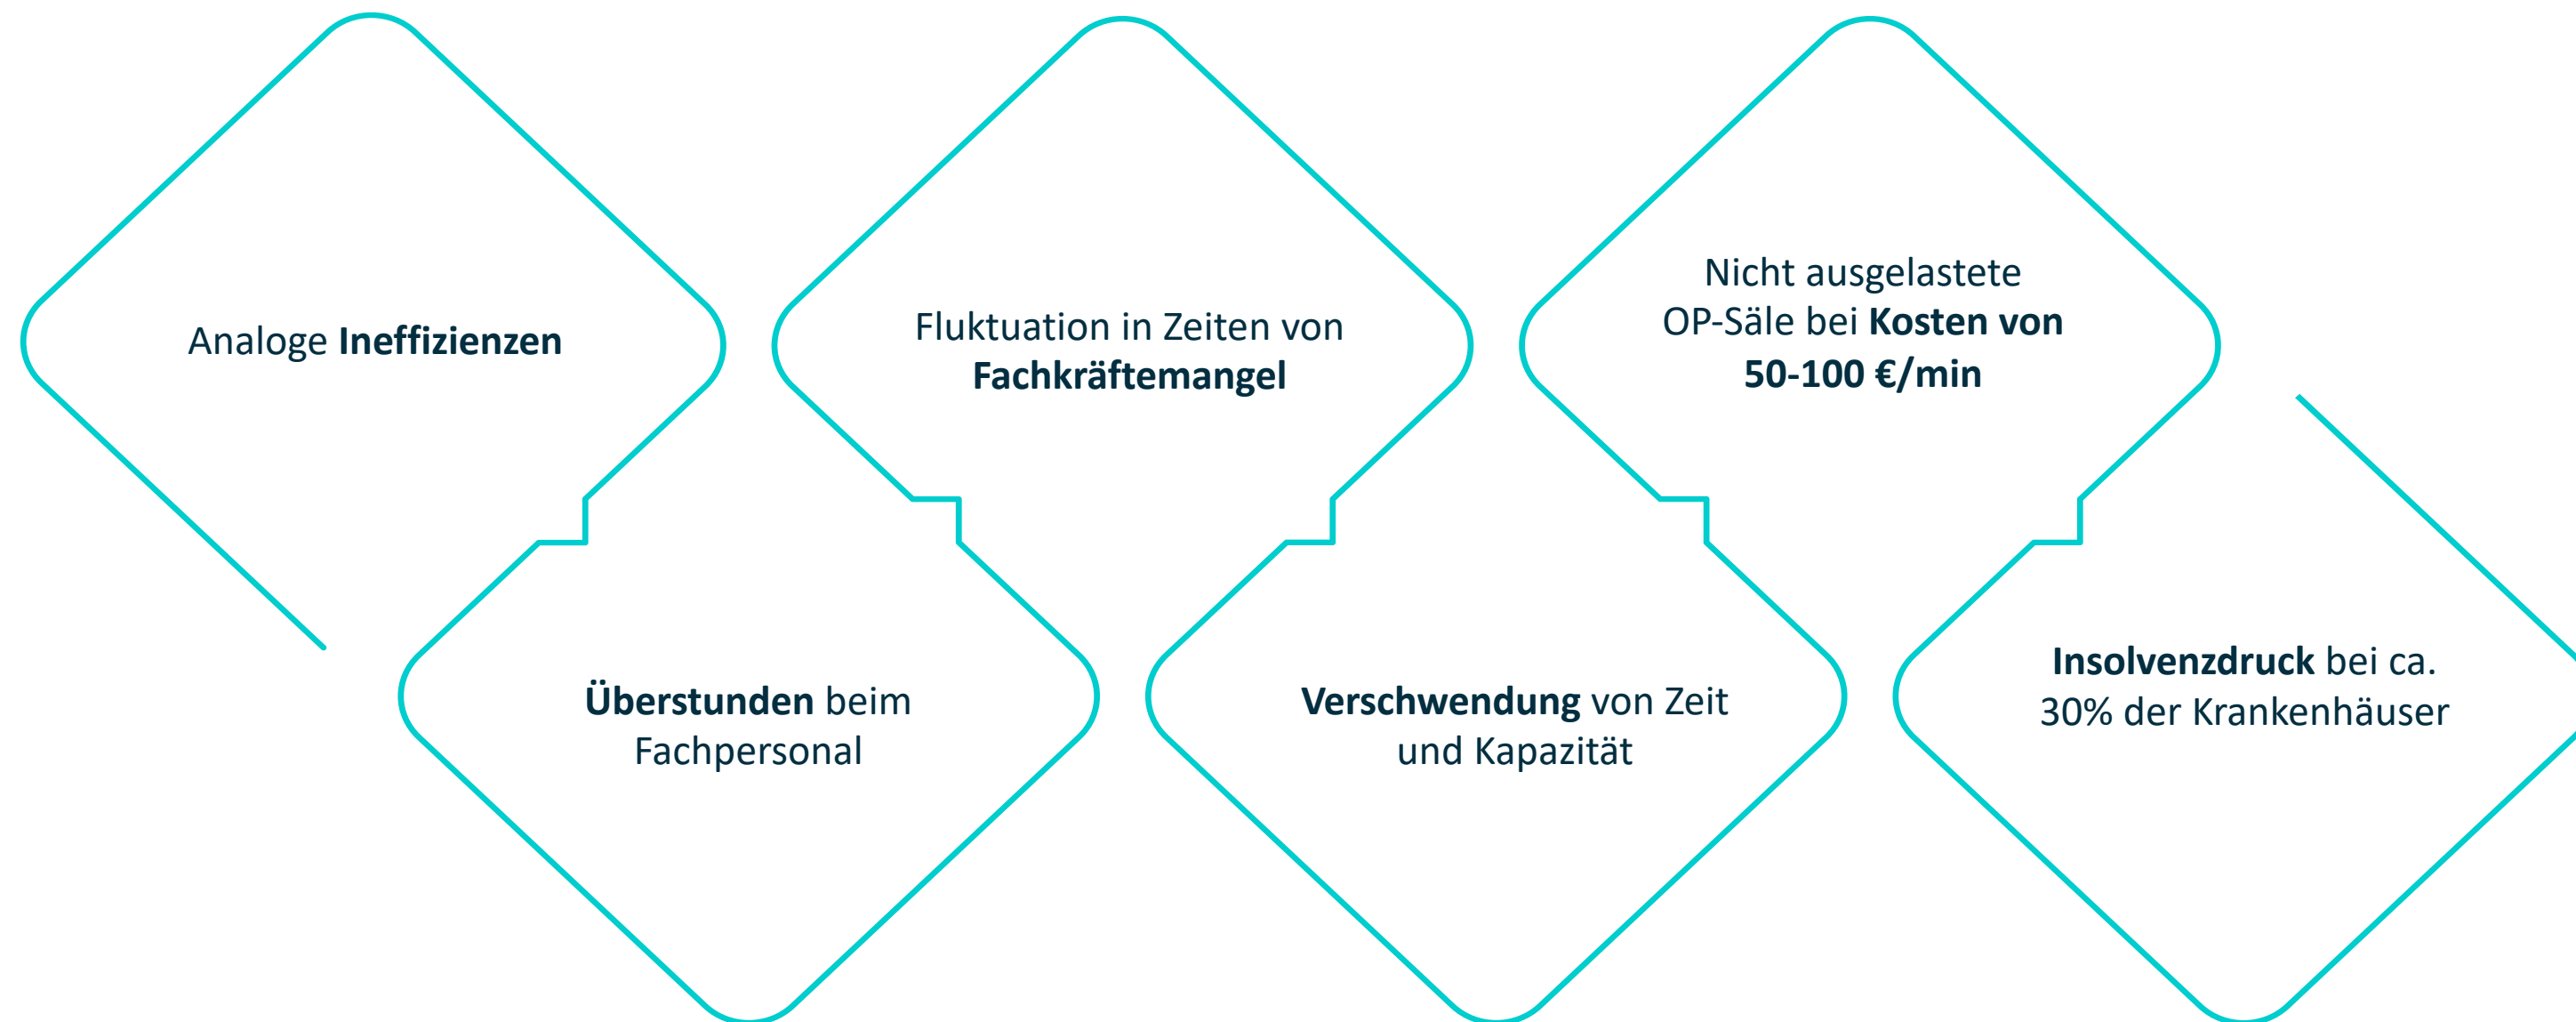 Analoge Ineffizienzen
Überstunden beim
Fachpersonal
Fluktuation in Zeiten von
Fachkräftemangel
Verschwendung von Zeit
und Kapazität
Nicht ausgelastete
OP-Säle bei Kosten von
50-100 €/min
Insolvenzdruck bei ca.
30% der Krankenhäuser